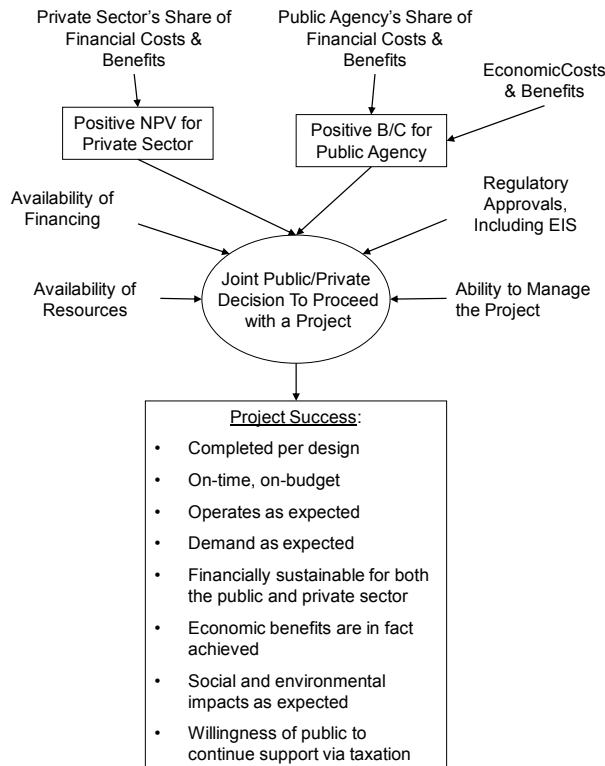 Private Sector's Share of
Financial Costs &
Benefits
Public Agency's Share of
Financial Costs &
Benefits
EconomicCosts
& Benefits
Positive NPV for
Private Sector
Positive B/C for
Public Agency
Availability of
Financing
Regulatory
Approvals,
Including EIS
Joint Public/Private
Decision To Proceed
with a Project
Availability of
Resources
Ability to Manage
the Project
Project Success:
• Completed per design
• On-time, on-budget
• Operates as expected
• Demand as expected
• Financially sustainable for both
the public and private sector
• Economic benefits are in fact
achieved
• Social and environmental
impacts as expected
• Willingness of public to
continue support via taxation